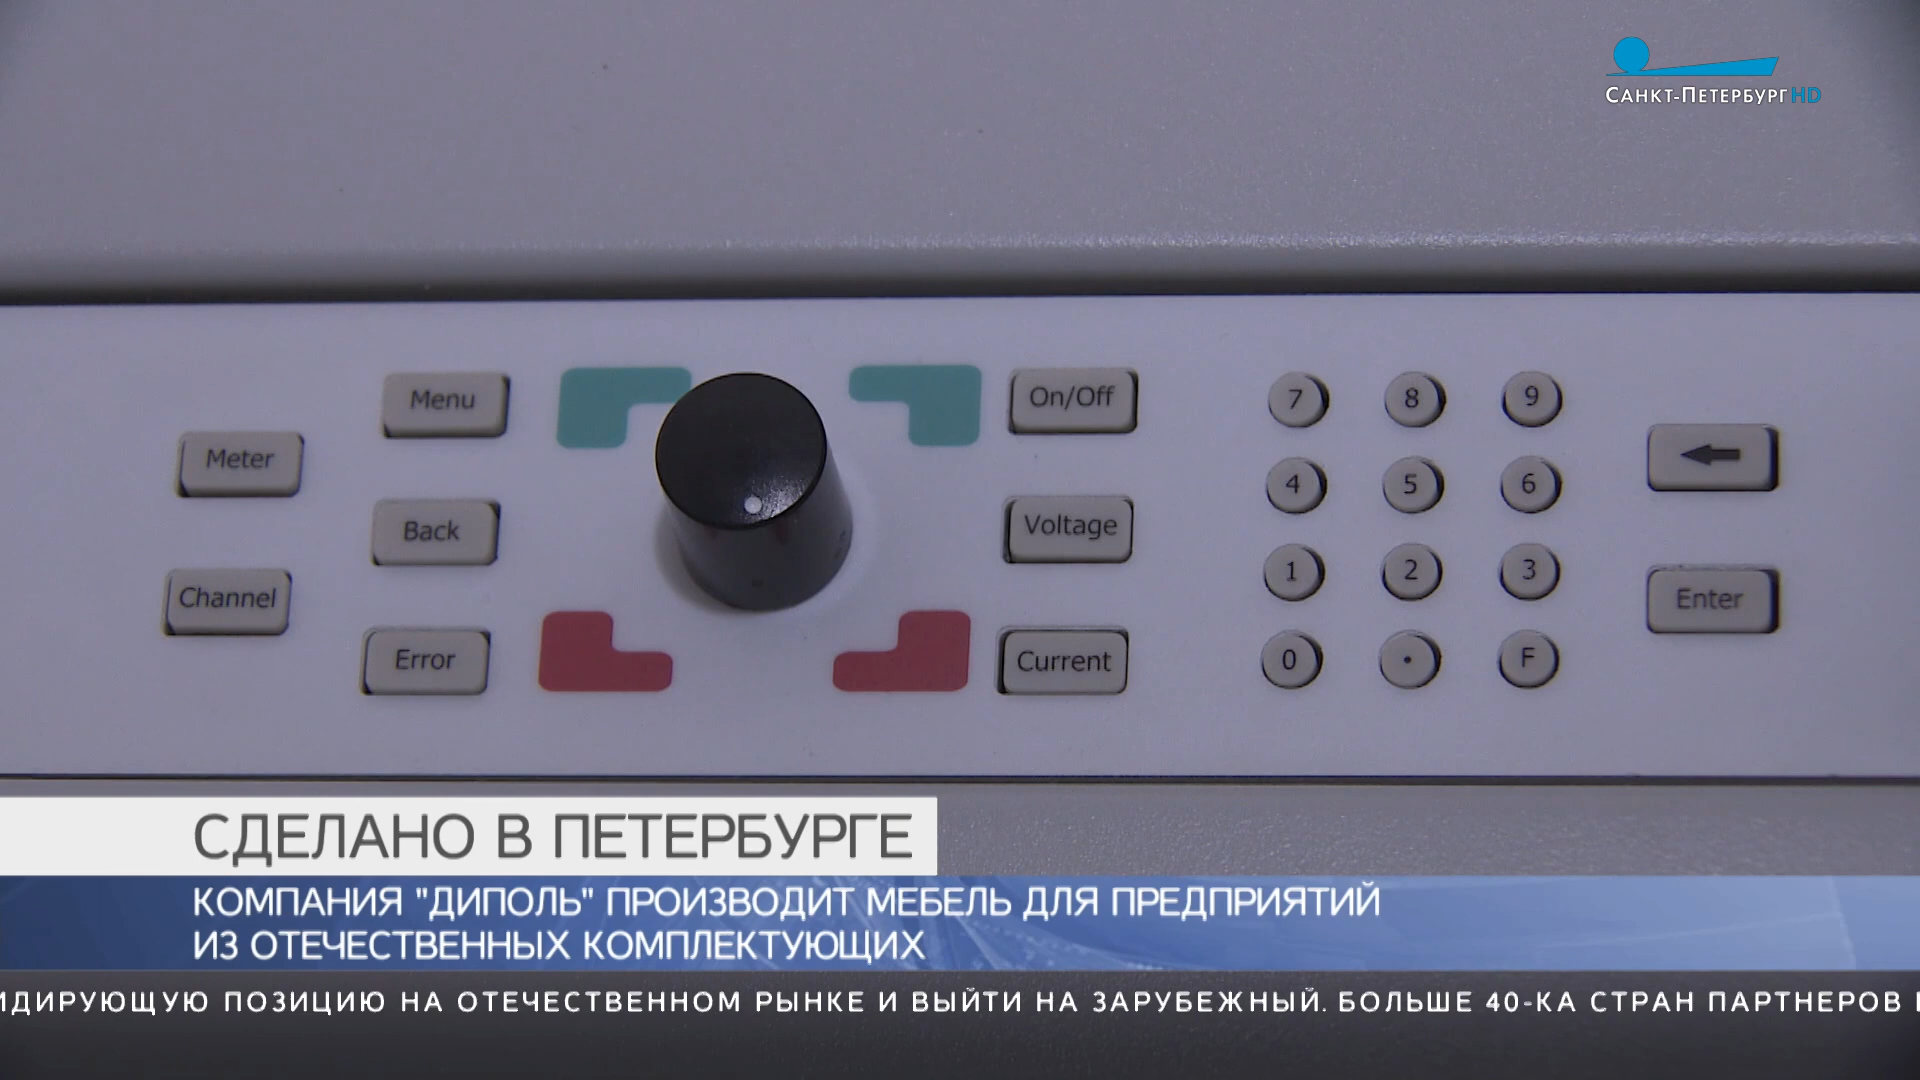 САНКТ-ПЕТЕРБУРГ HD
Menu
On/Off
7 8 9
Meter
Back
Voltage
4 5 6
Channel
Error
Current
1 2 3
Enter
0 . F
СДЕЛАНО В ПЕТЕРБУРГЕ
КОМПАНИЯ "ДИПОЛЬ" ПРОИЗВОДИТ МЕБЕЛЬ ДЛЯ ПРЕДПРИЯТИЙ
ИЗ ОТЕЧЕСТВЕННЫХ КОМПЛЕКТУЮЩИХ
ИДИРУЮЩУЮ ПОЗИЦИЮ НА ОТЕЧЕСТВЕННОМ РЫНКЕ И ВЫЙТИ НА ЗАРУБЕЖНЫЙ. БОЛЬШЕ 40-КА СТРАН ПАРТНЕРОВ